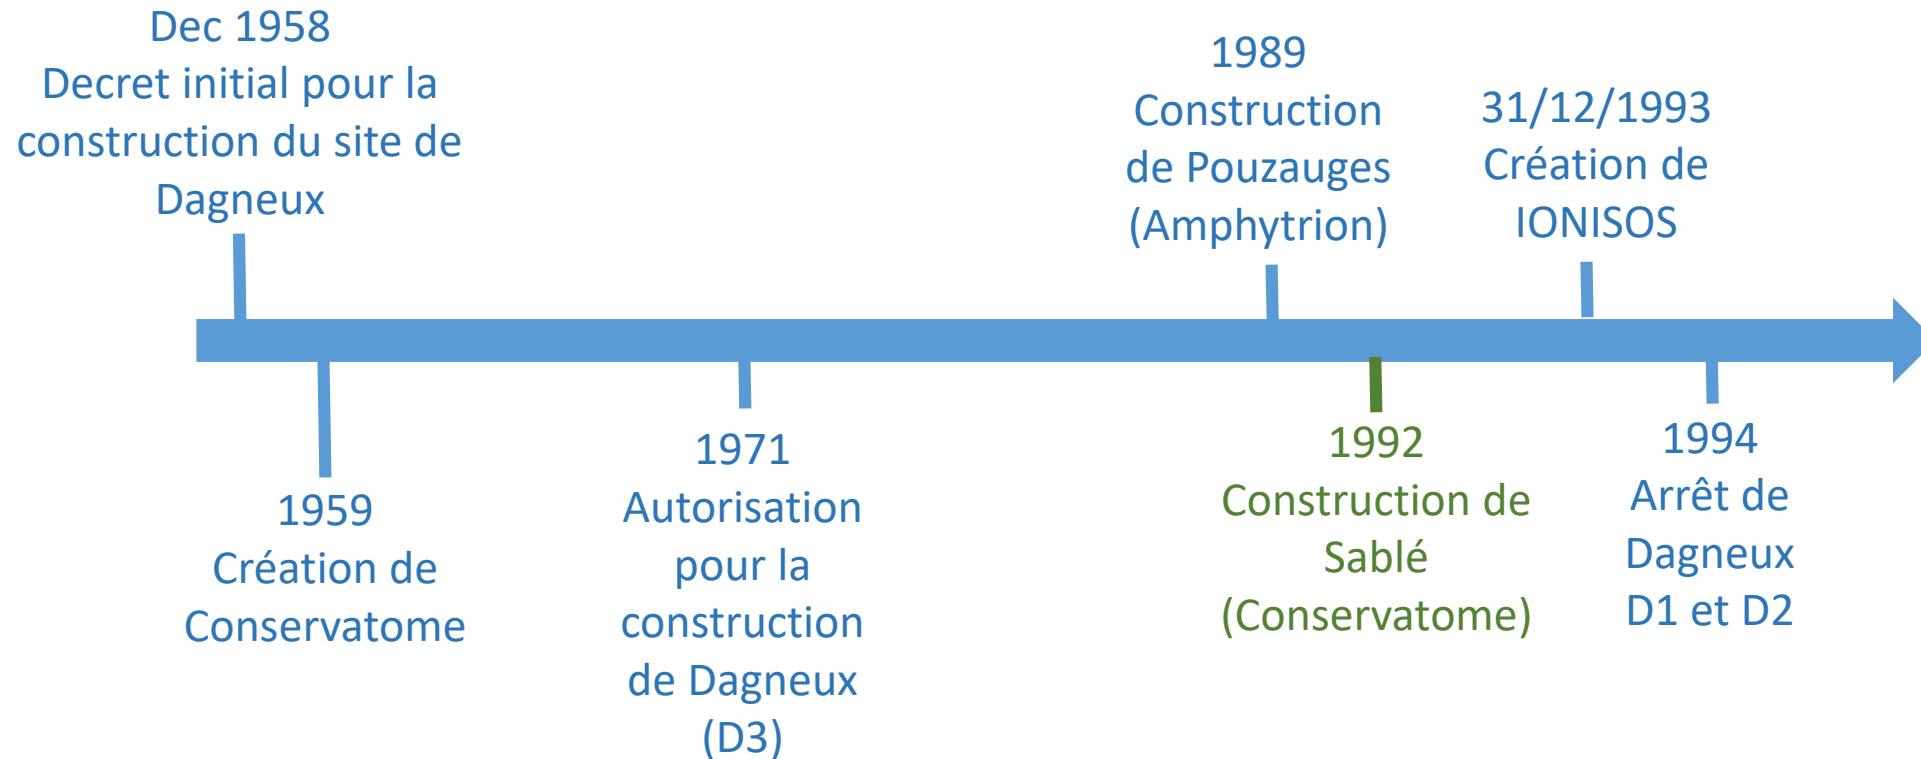 Dec 1958
Decret initial pour la
construction du site de
Dagneux
1959
Création de
Conservatome
1971
Autorisation
pour la
construction
de Dagneux
(D3)
1989
Construction
de Pouzauges
(Amphytrion)
1992
Construction de
Sablé
(Conservatome)
31/12/1993
Création de
IONISOS
1994
Arrêt de
Dagneux
D1 et D2